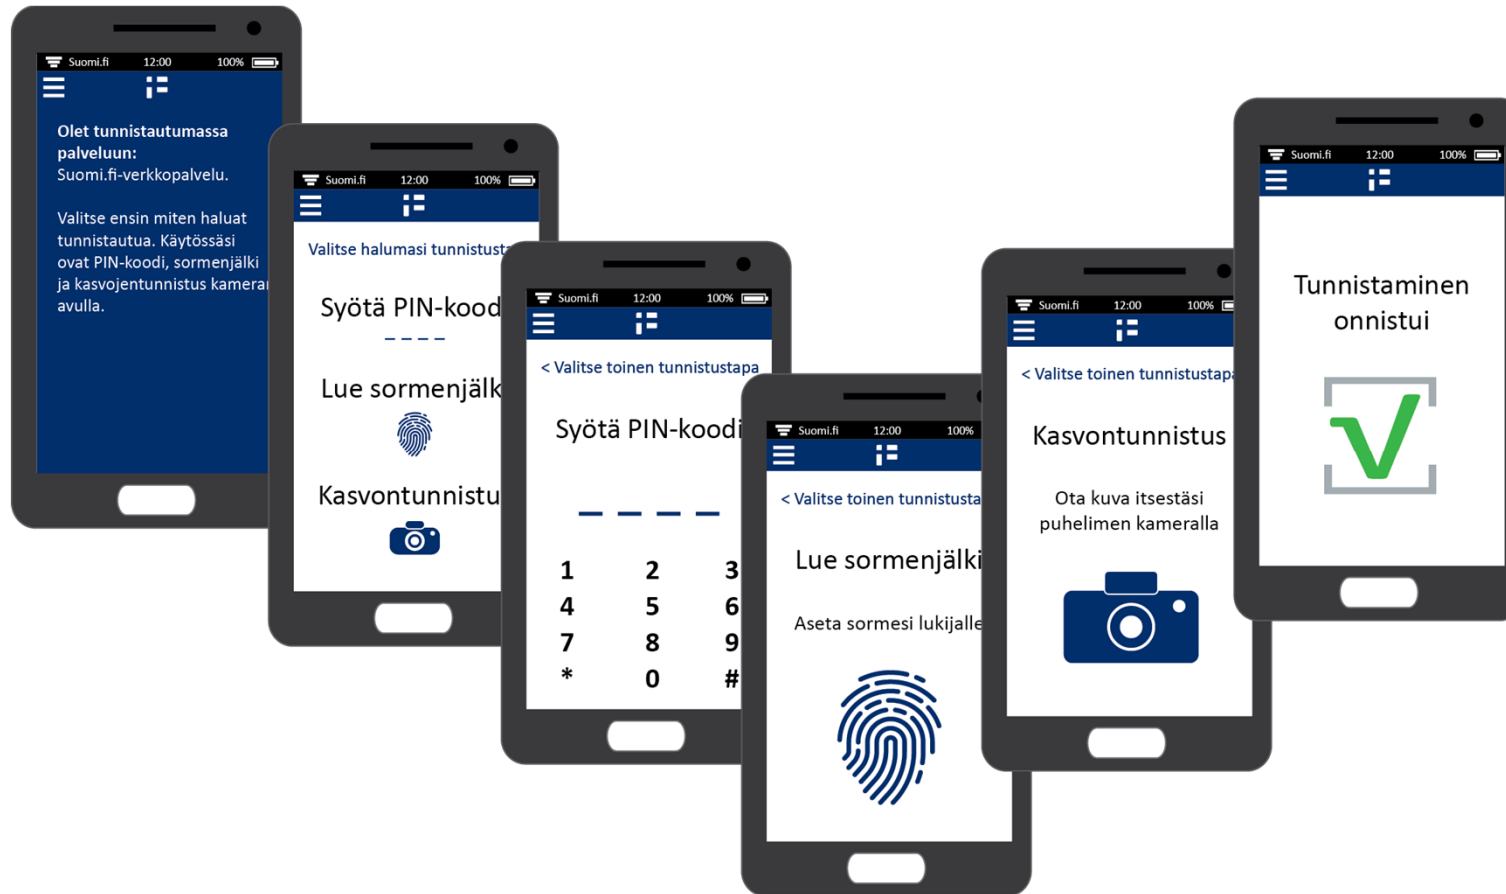 Suomi.fi 12:00 100%
Olet tunnistautumassa
palveluun:
Suomi.fi-verkkopalvelu.
Valitse ensin miten haluat
tunnistautua. Käytössäsi
ovat PIN-koodi, sormenjälki
ja kasvojentunnistus kameran
avulla.
Suomi.fi 12:00 100%
Valitse halumasi tunnistusta
Syötä PIN-kood
Lue sormenjälk
Kasvontunnistu
Suomi.fi 12:00 100%
< Valitse toinen tunnistustapa
Syötä PIN-koodi
1 2 3
4 5 6
7 8 9
* 0 #
Suomi.fi 12:00 100%
< Valitse toinen tunnistusta
Lue sormenjälki
Aseta sormesi lukijalle
Suomi.fi 12:00 100%
< Valitse toinen tunnistustapa
Kasvontunnistus
Ota kuva itsestäsi
puhelimen kameralla
Suomi.fi 12:00 100%
Tunnistaminen
onnistui